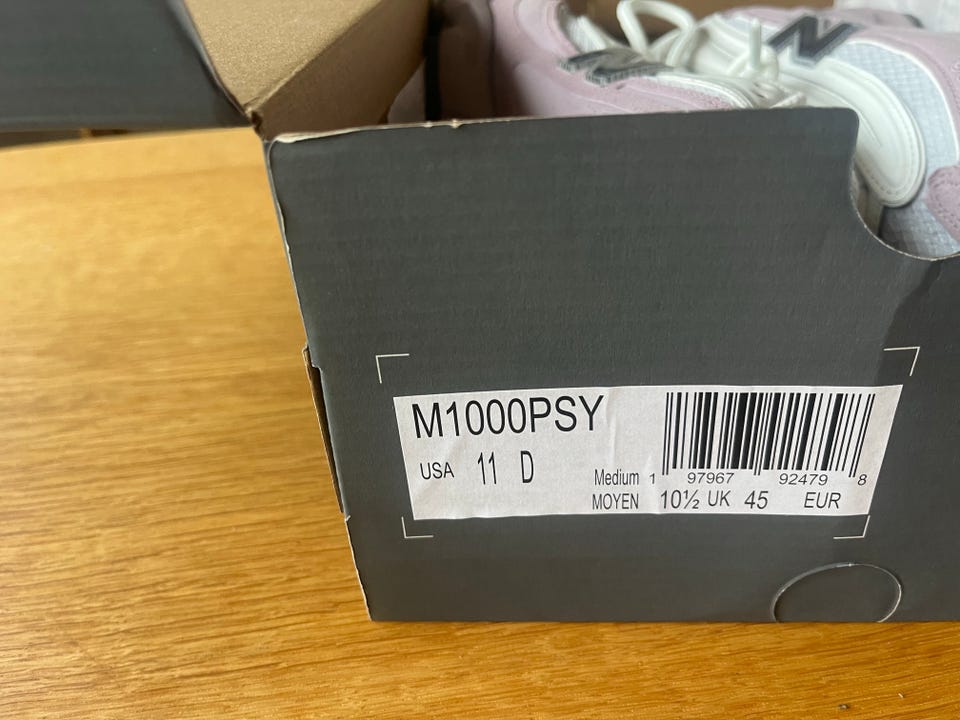 N
M1000PSY
USA 11 D
Medium 1 97967 92479 8
MOYEN 10½ UK 45 EUR